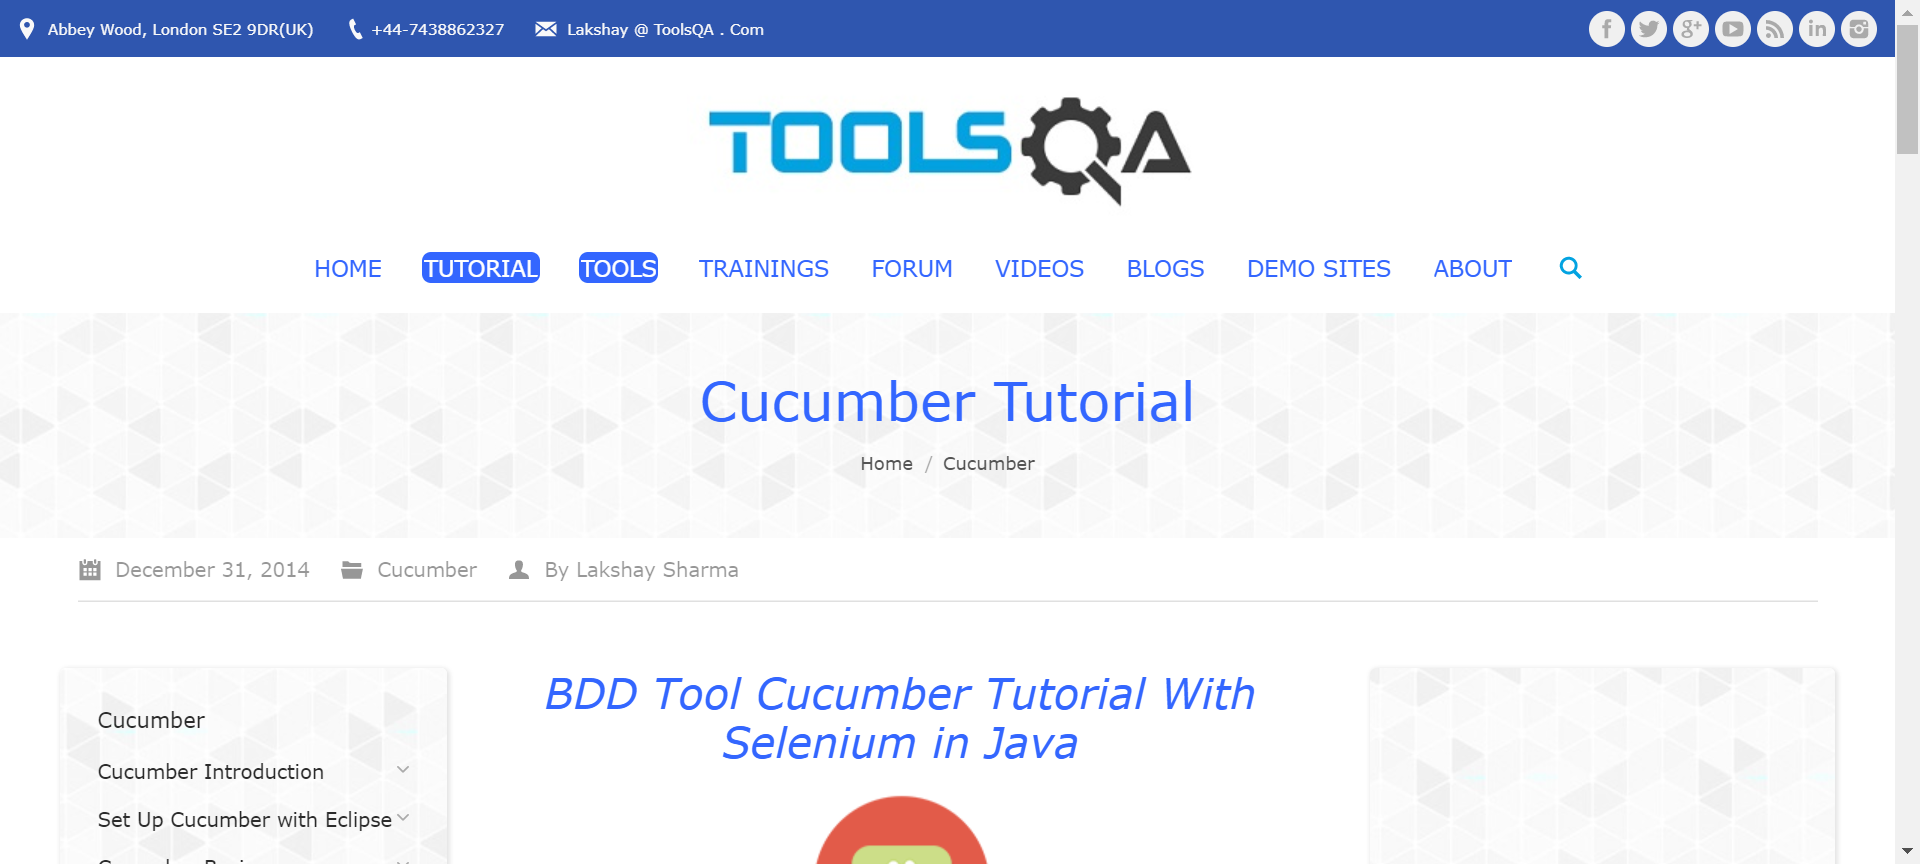 Abbey Wood, London SE2 9DR(UK) +44-7438862327 Lakshay @ ToolsQA . Com
TOOLSQA
HOME TUTORIAL TOOLS TRAININGS FORUM VIDEOS BLOGS DEMO SITES ABOUT
Cucumber Tutorial
Home / Cucumber
December 31, 2014 Cucumber By Lakshay Sharma
BDD Tool Cucumber Tutorial With
Selenium in Java
Cucumber
Cucumber Introduction
Set Up Cucumber with Eclipse